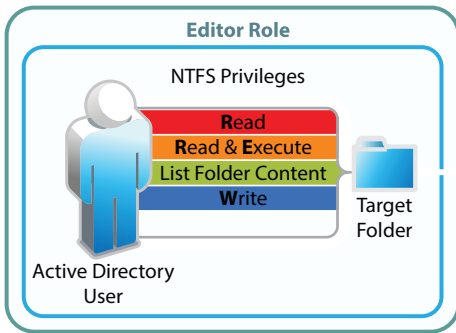 Editor Role
NTFS Privileges
Read
Read & Execute
List Folder Content
Write
Target
Folder
Active Directory
User